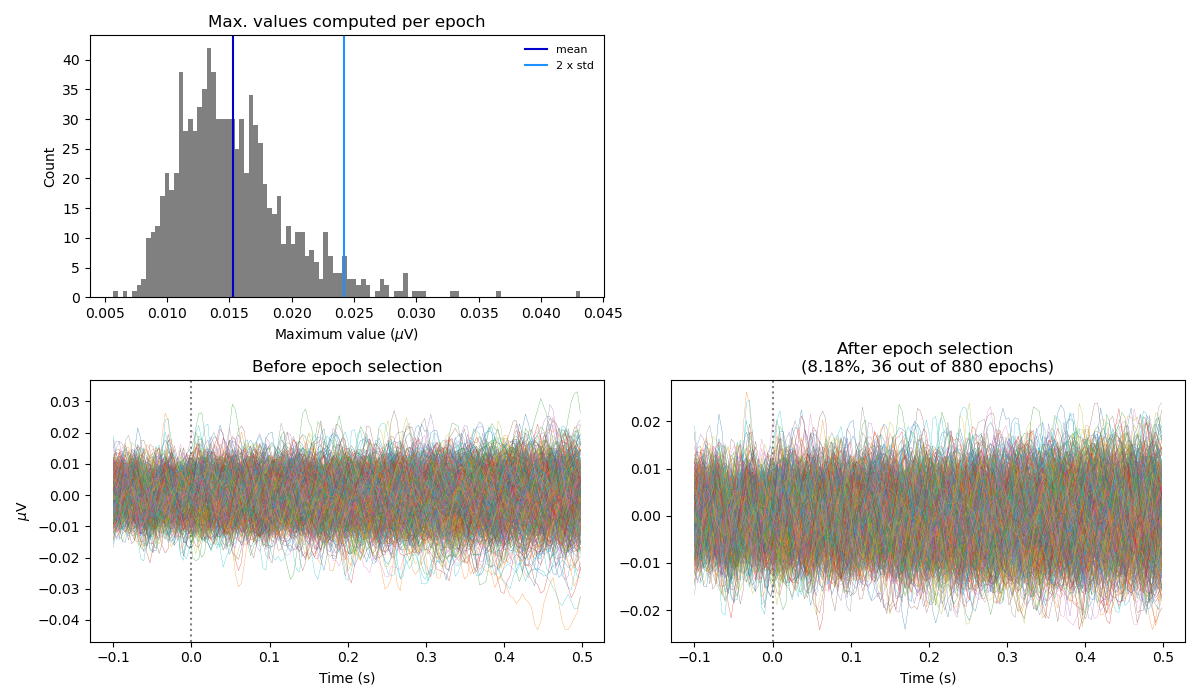 Max. values computed per epoch
mean
2 x std
Count
40
35
30
25
20
15
10
5
0
0.005 0.010 0.015 0.020 0.025 0.030 0.035 0.040 0.045
Maximum value (μV)
Before epoch selection
μV
0.03
0.02
0.01
0.00
−0.01
−0.02
−0.03
−0.04
−0.1 0.0 0.1 0.2 0.3 0.4 0.5
Time (s)
After epoch selection
(8.18%, 36 out of 880 epochs)
0.02
0.01
0.00
−0.01
−0.02
−0.1 0.0 0.1 0.2 0.3 0.4 0.5
Time (s)